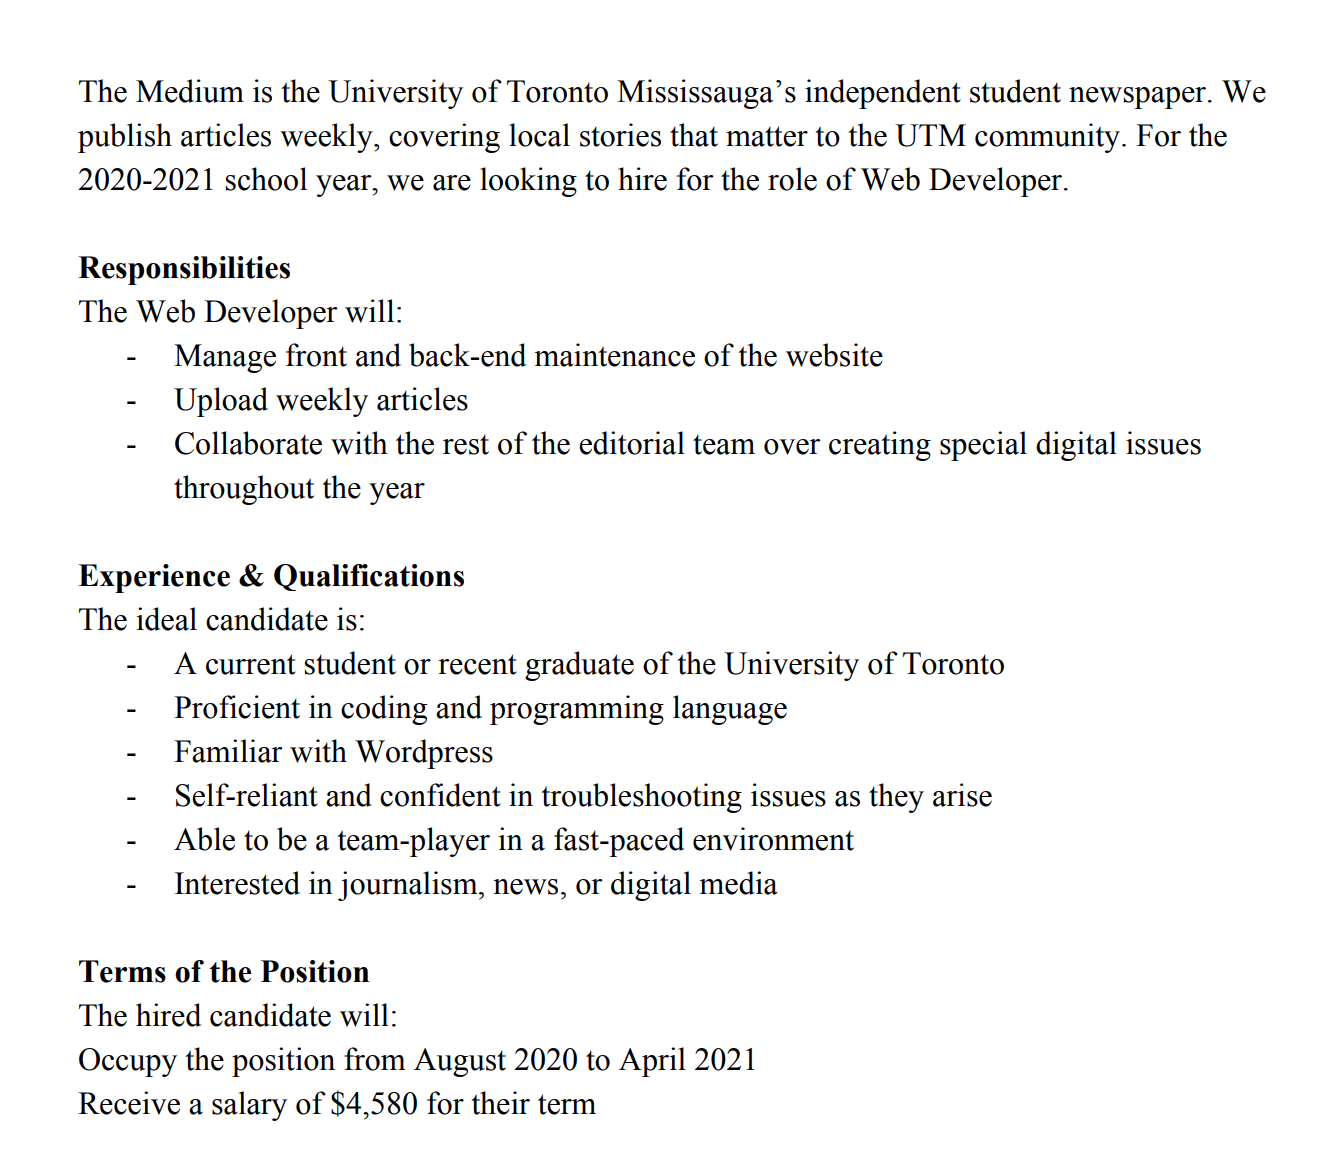 The Medium is the University of Toronto Mississauga’s independent student newspaper. We
publish articles weekly, covering local stories that matter to the UTM community. For the
2020-2021 school year, we are looking to hire for the role of Web Developer.
Responsibilities
The Web Developer will:
- Manage front and back-end maintenance of the website
- Upload weekly articles
- Collaborate with the rest of the editorial team over creating special digital issues
throughout the year
Experience & Qualifications
The ideal candidate is:
- A current student or recent graduate of the University of Toronto
- Proficient in coding and programming language
- Familiar with Wordpress
- Self-reliant and confident in troubleshooting issues as they arise
- Able to be a team-player in a fast-paced environment
- Interested in journalism, news, or digital media
Terms of the Position
The hired candidate will:
Occupy the position from August 2020 to April 2021
Receive a salary of $4,580 for their term